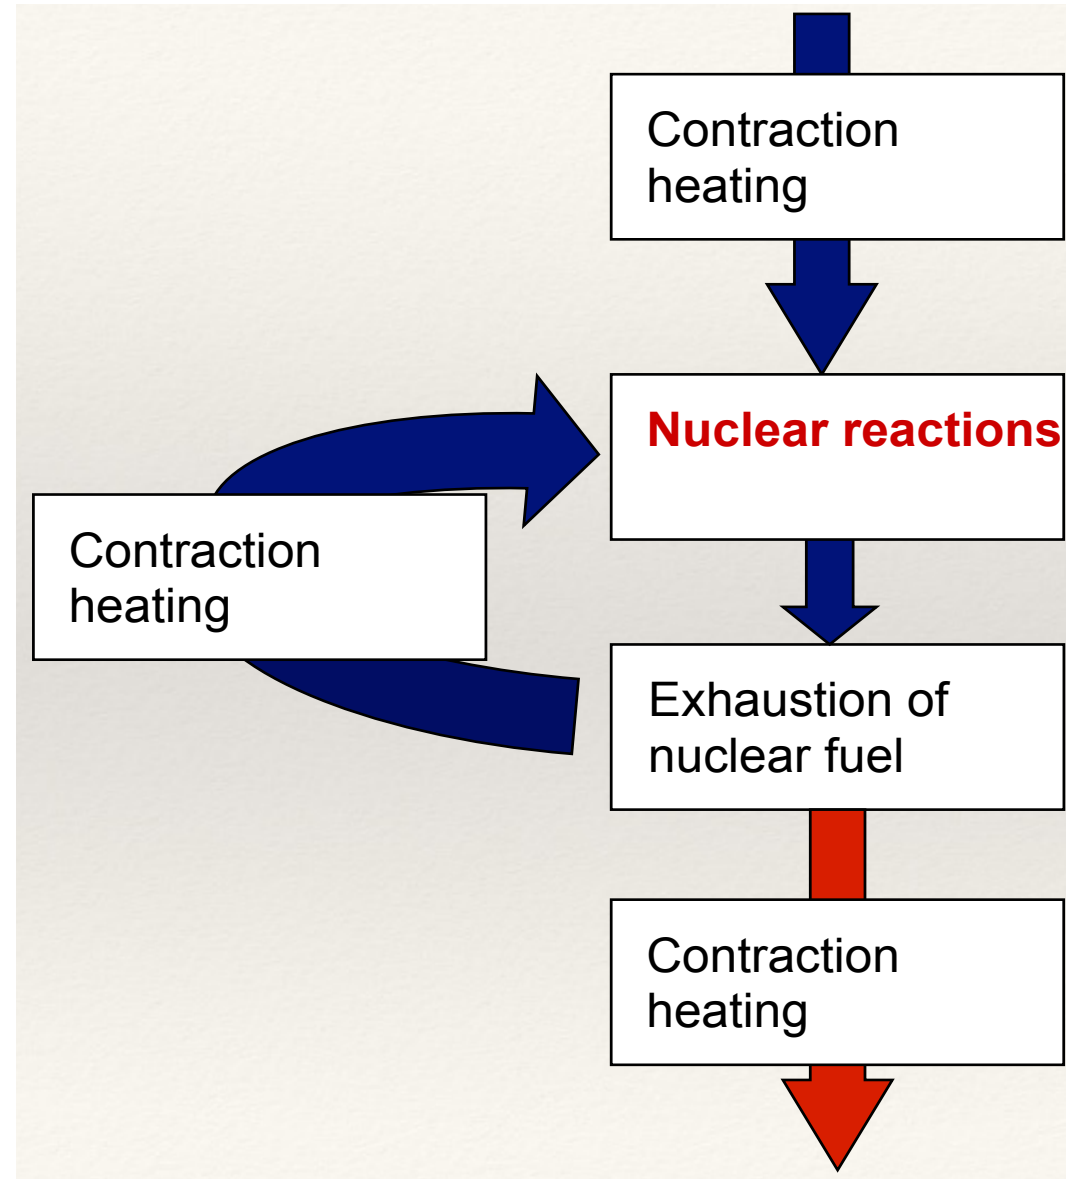 Contraction
heating
Nuclear reactions
Contraction
heating
Exhaustion of
nuclear fuel
Contraction
heating